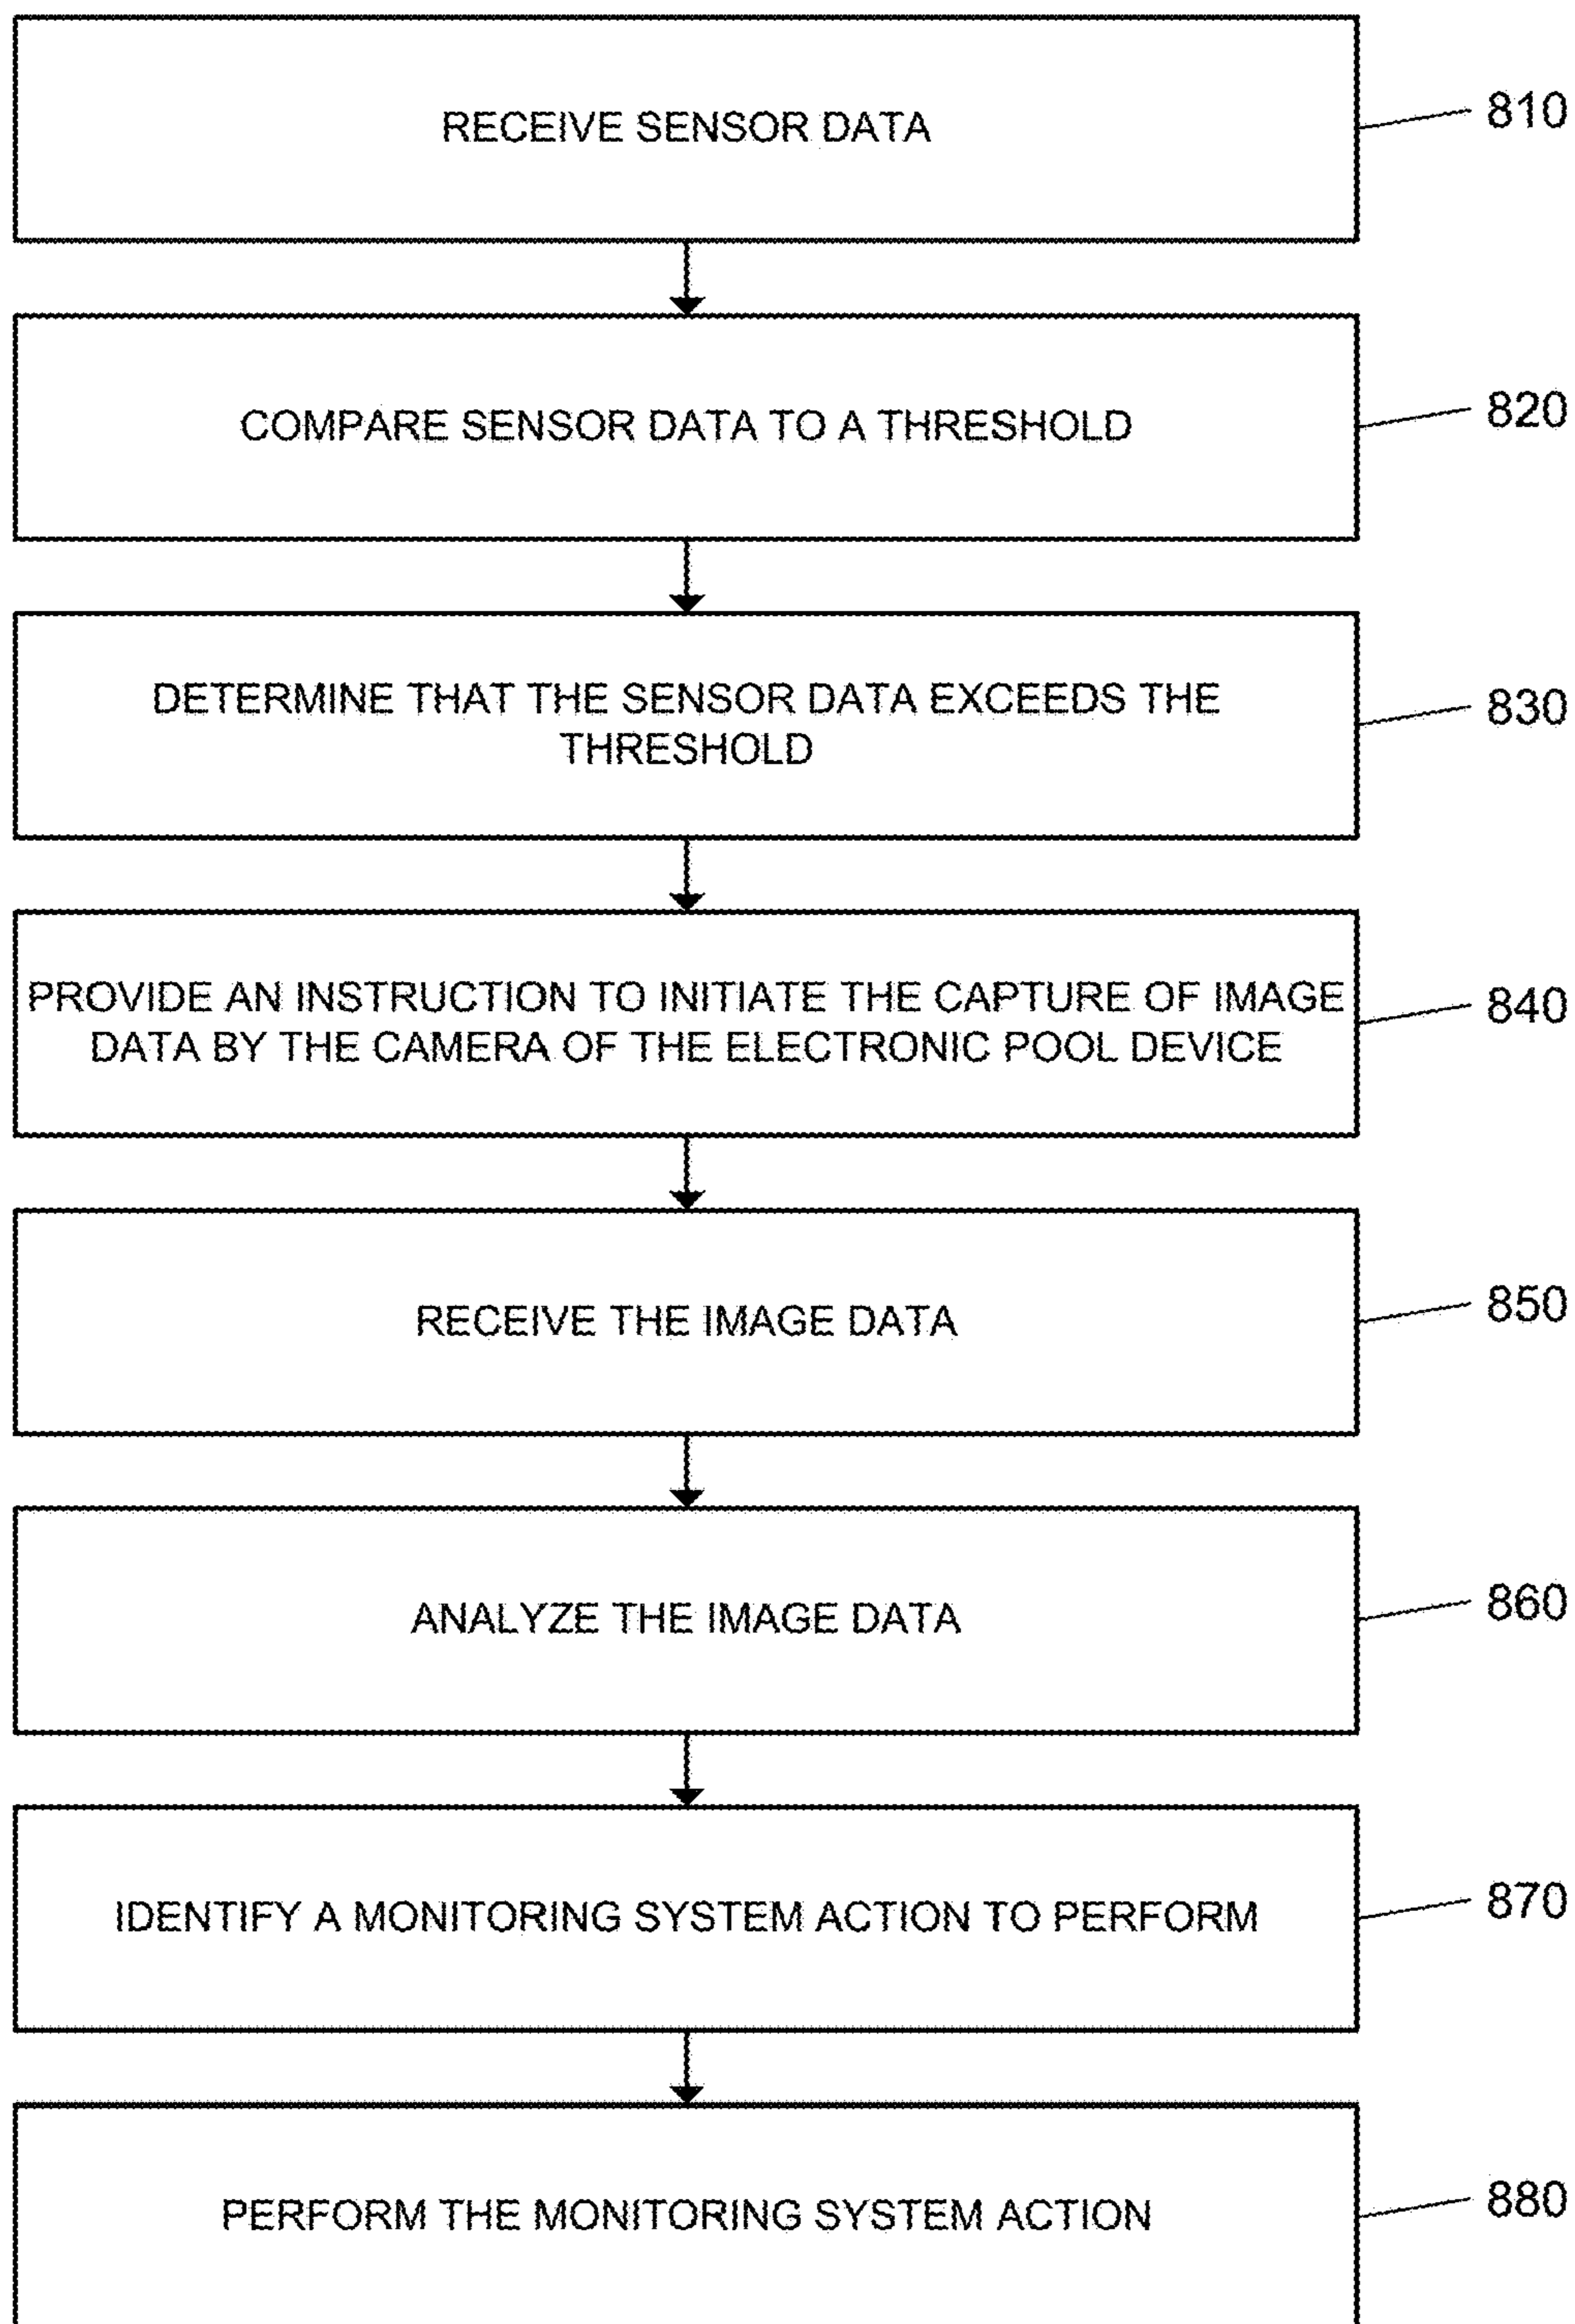 RECEIVE SENSOR DATA
810
COMPARE SENSOR DATA TO A THRESHOLD
820
DETERMINE THAT THE SENSOR DATA EXCEEDS THE
THRESHOLD
830
PROVIDE AN INSTRUCTION TO INITIATE THE CAPTURE OF IMAGE
DATA BY THE CAMERA OF THE ELECTRONIC POOL DEVICE
840
RECEIVE THE IMAGE DATA
850
ANALYZE THE IMAGE DATA
860
IDENTIFY A MONITORING SYSTEM ACTION TO PERFORM
870
PERFORM THE MONITORING SYSTEM ACTION
880